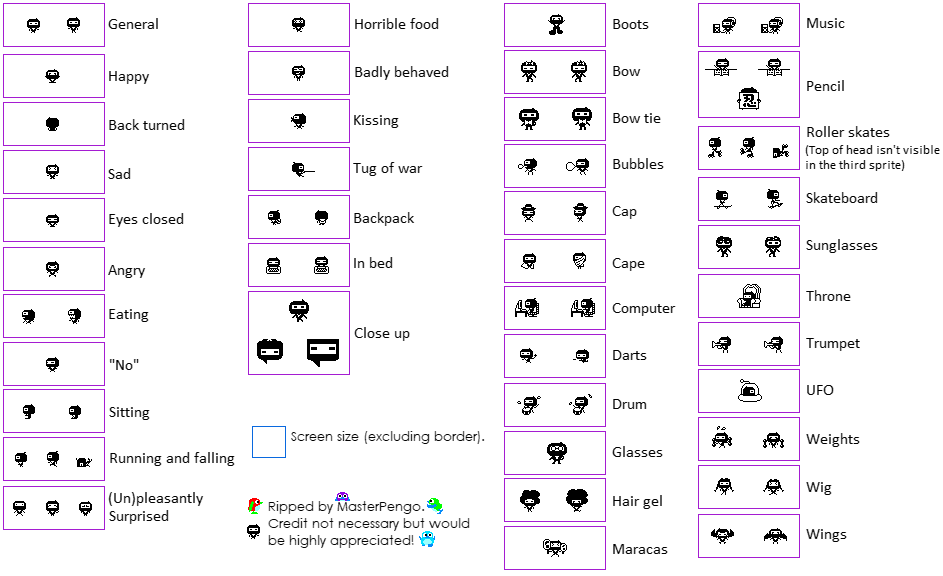 General
Happy
Back turned
Sad
Eyes closed
Angry
Eating
"No"
Sitting
Running and falling
(Un)pleasantly
Surprised
Horrible food
Badly behaved
Kissing
Tug of war
Backpack
In bed
Close up
Screen size (excluding border).
Ripped by MasterPengo.
Credit not necessary but would
be highly appreciated!
Boots
Bow
Bow tie
Bubbles
Cap
Cape
Computer
Darts
Drum
Glasses
Hair gel
Maracas
Music
Pencil
忍
Roller skates
(Top of head isn't visible
in the third sprite)
Skateboard
Sunglasses
Throne
Trumpet
UFO
Weights
Wig
Wings